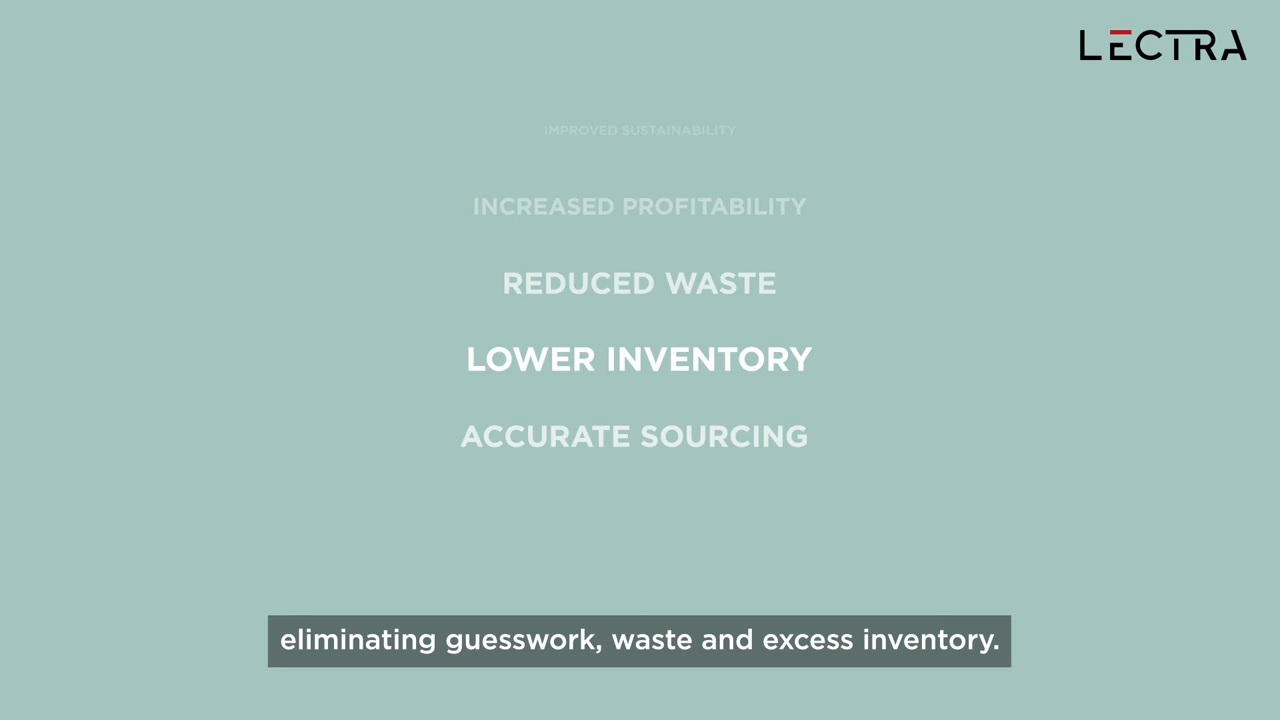 LECTRA
IMPROVED SUSTAINABILITY
INCREASED PROFITABILITY
REDUCED WASTE
LOWER INVENTORY
ACCURATE SOURCING
eliminating guesswork, waste and excess inventory.